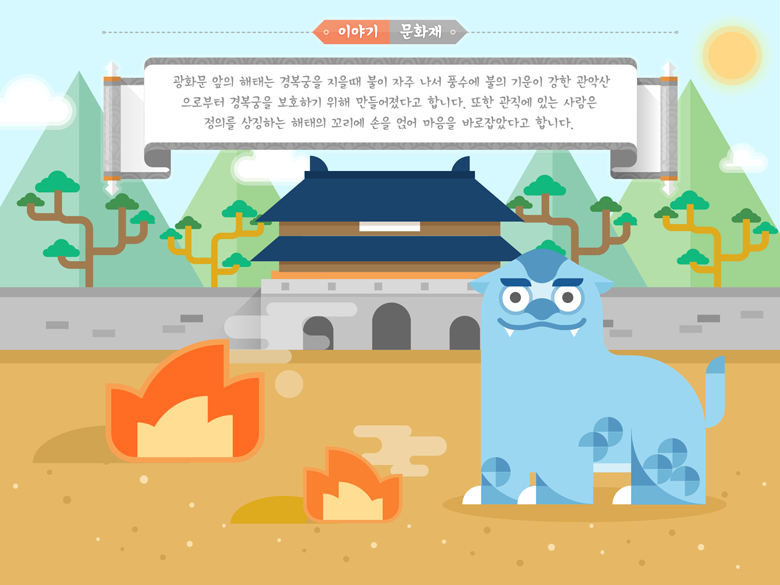 이야기 문화재
광화문 앞의 해태는 경복궁을 지을때 불이 자주 나서 풍수에 불의 기운이 강한 관악산
으로부터 경복궁을 보호하기 위해 만들어졌다고 합니다. 또한 관직에 있는 사람은
정의를 상징하는 해태의 꼬리에 손을 얹어 마음을 바로잡았다고 합니다.